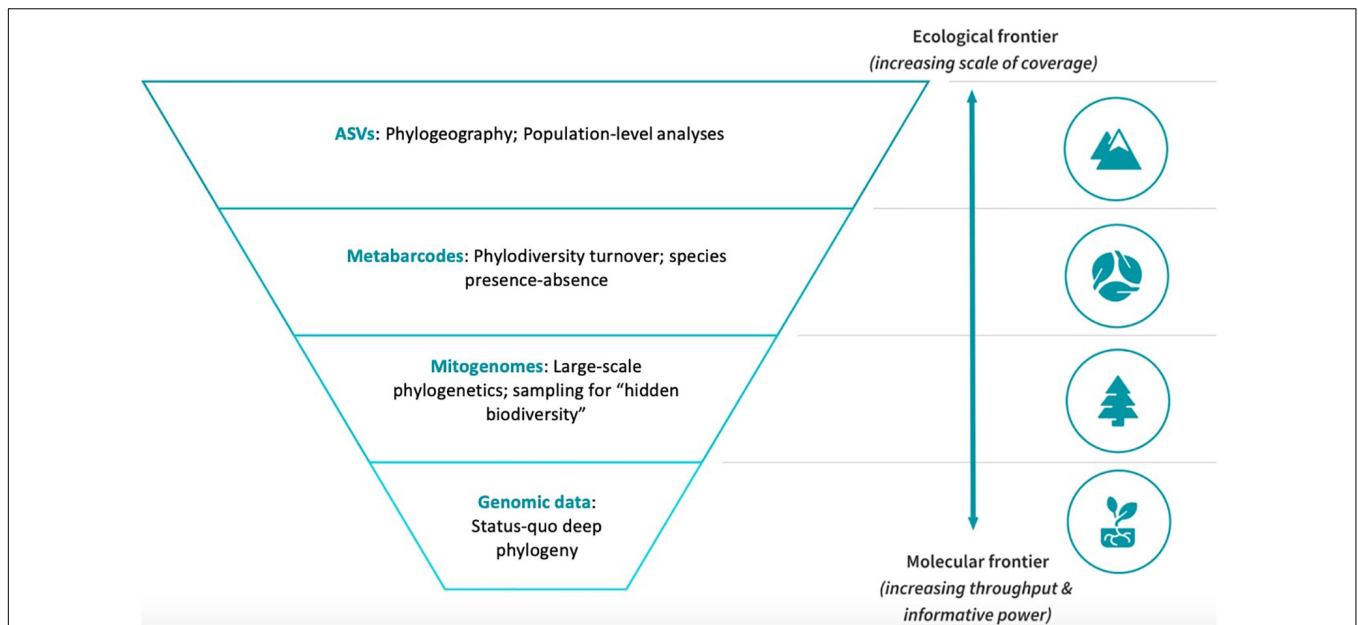 Ecological frontier
(increasing scale of coverage)
ASVs: Phylogeography; Population-level analyses
Metabarcodes: Phylodiversity turnover; species
presence-absence
Mitogenomes: Large-scale
phylogenetics; sampling for “hidden
biodiversity”
Genomic data:
Status-quo deep
phylogeny
Molecular frontier
(increasing throughput &
informative power)